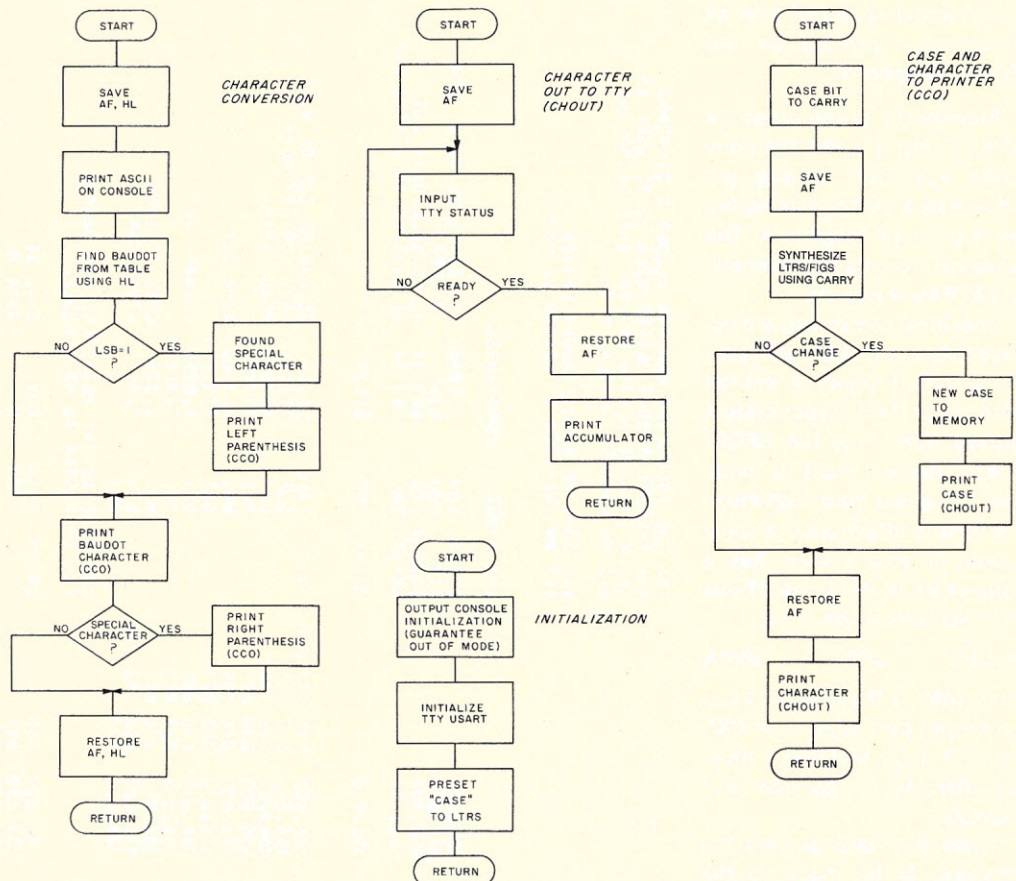 START
SAVE
AF, HL
CHARACTER
CONVERSION
PRINT ASCII
ON CONSOLE
FIND BAUDOT
FROM TABLE
USING HL
NO
LSB=1
?
YES
FOUND
SPECIAL
CHARACTER
PRINT
LEFT
PARENTHESIS
(CCO)
PRINT
BAUDOT
CHARACTER
(CCO)
NO
SPECIAL
CHARACTER
?
YES
PRINT
RIGHT
PARENTHESIS
(CCO)
RESTORE
AF, HL
RETURN
START
SAVE
AF
CHARACTER
OUT TO TTY
(CHOUT)
INPUT
TTY STATUS
NO
READY
?
YES
RESTORE
AF
PRINT
ACCUMULATOR
RETURN
START
OUTPUT CONSOLE
INITIALIZATION
(GUARANTEE
OUT OF MODE)
INITIALIZATION
INITIALIZE
TTY USART
PRESET
"CASE"
TO LTRS
RETURN
START
CASE BIT
TO CARRY
CASE AND
CHARACTER
TO PRINTER
(CCO)
SAVE
AF
SYNTHESIZE
LTRS/FIGS
USING CARRY
NO
CASE
CHANGE
?
YES
NEW CASE
TO
MEMORY
PRINT
CASE
(CHOUT)
RESTORE
AF
PRINT
CHARACTER
(CHOUT)
RETURN